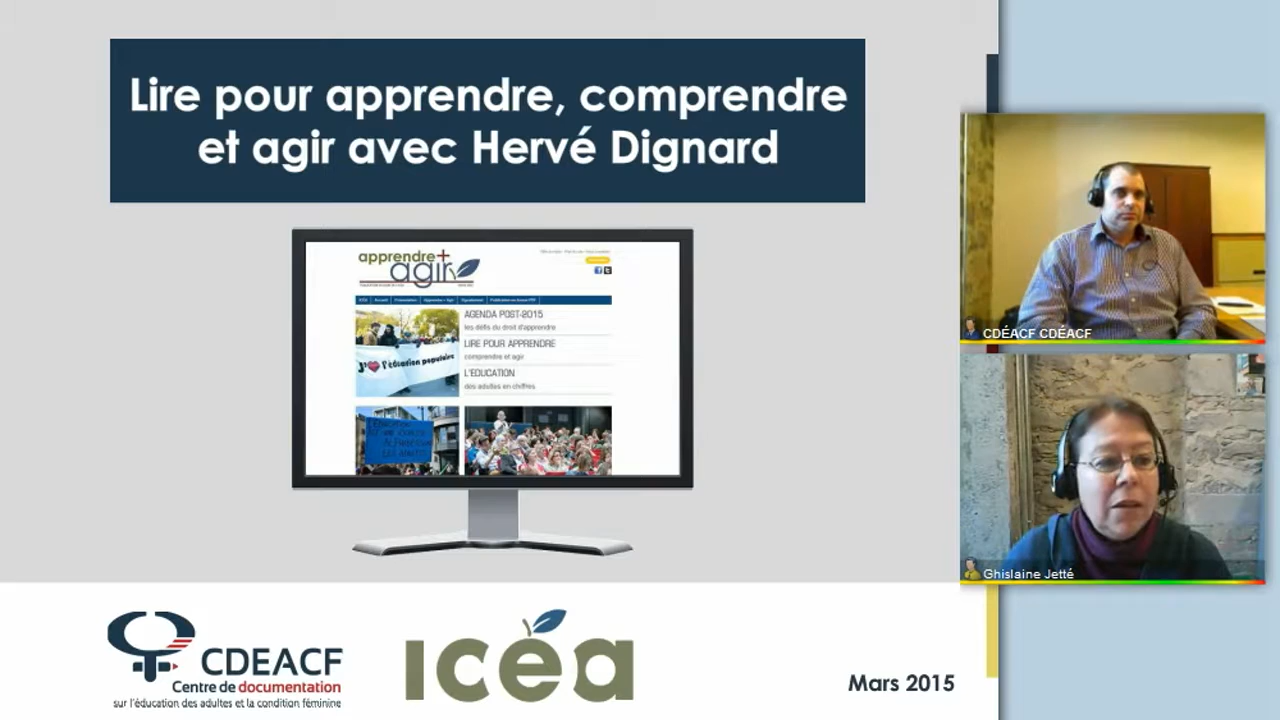 Lire pour apprendre, comprendre
et agir avec Hervé Dignard
apprendre+
agir
AGENDA POST-2015
les défis du droit d'apprendre
LIRE POUR APPRENDRE
comprendre et agir
L'EDUCATION
des adultes en chiffres
J'
l'éducation populaire
CDÉACF CDÉACF
Ghislaine Jetté
CDEACF
Centre de documentation
sur l'éducation des adultes et la condition féminine
icéa
Mars 2015